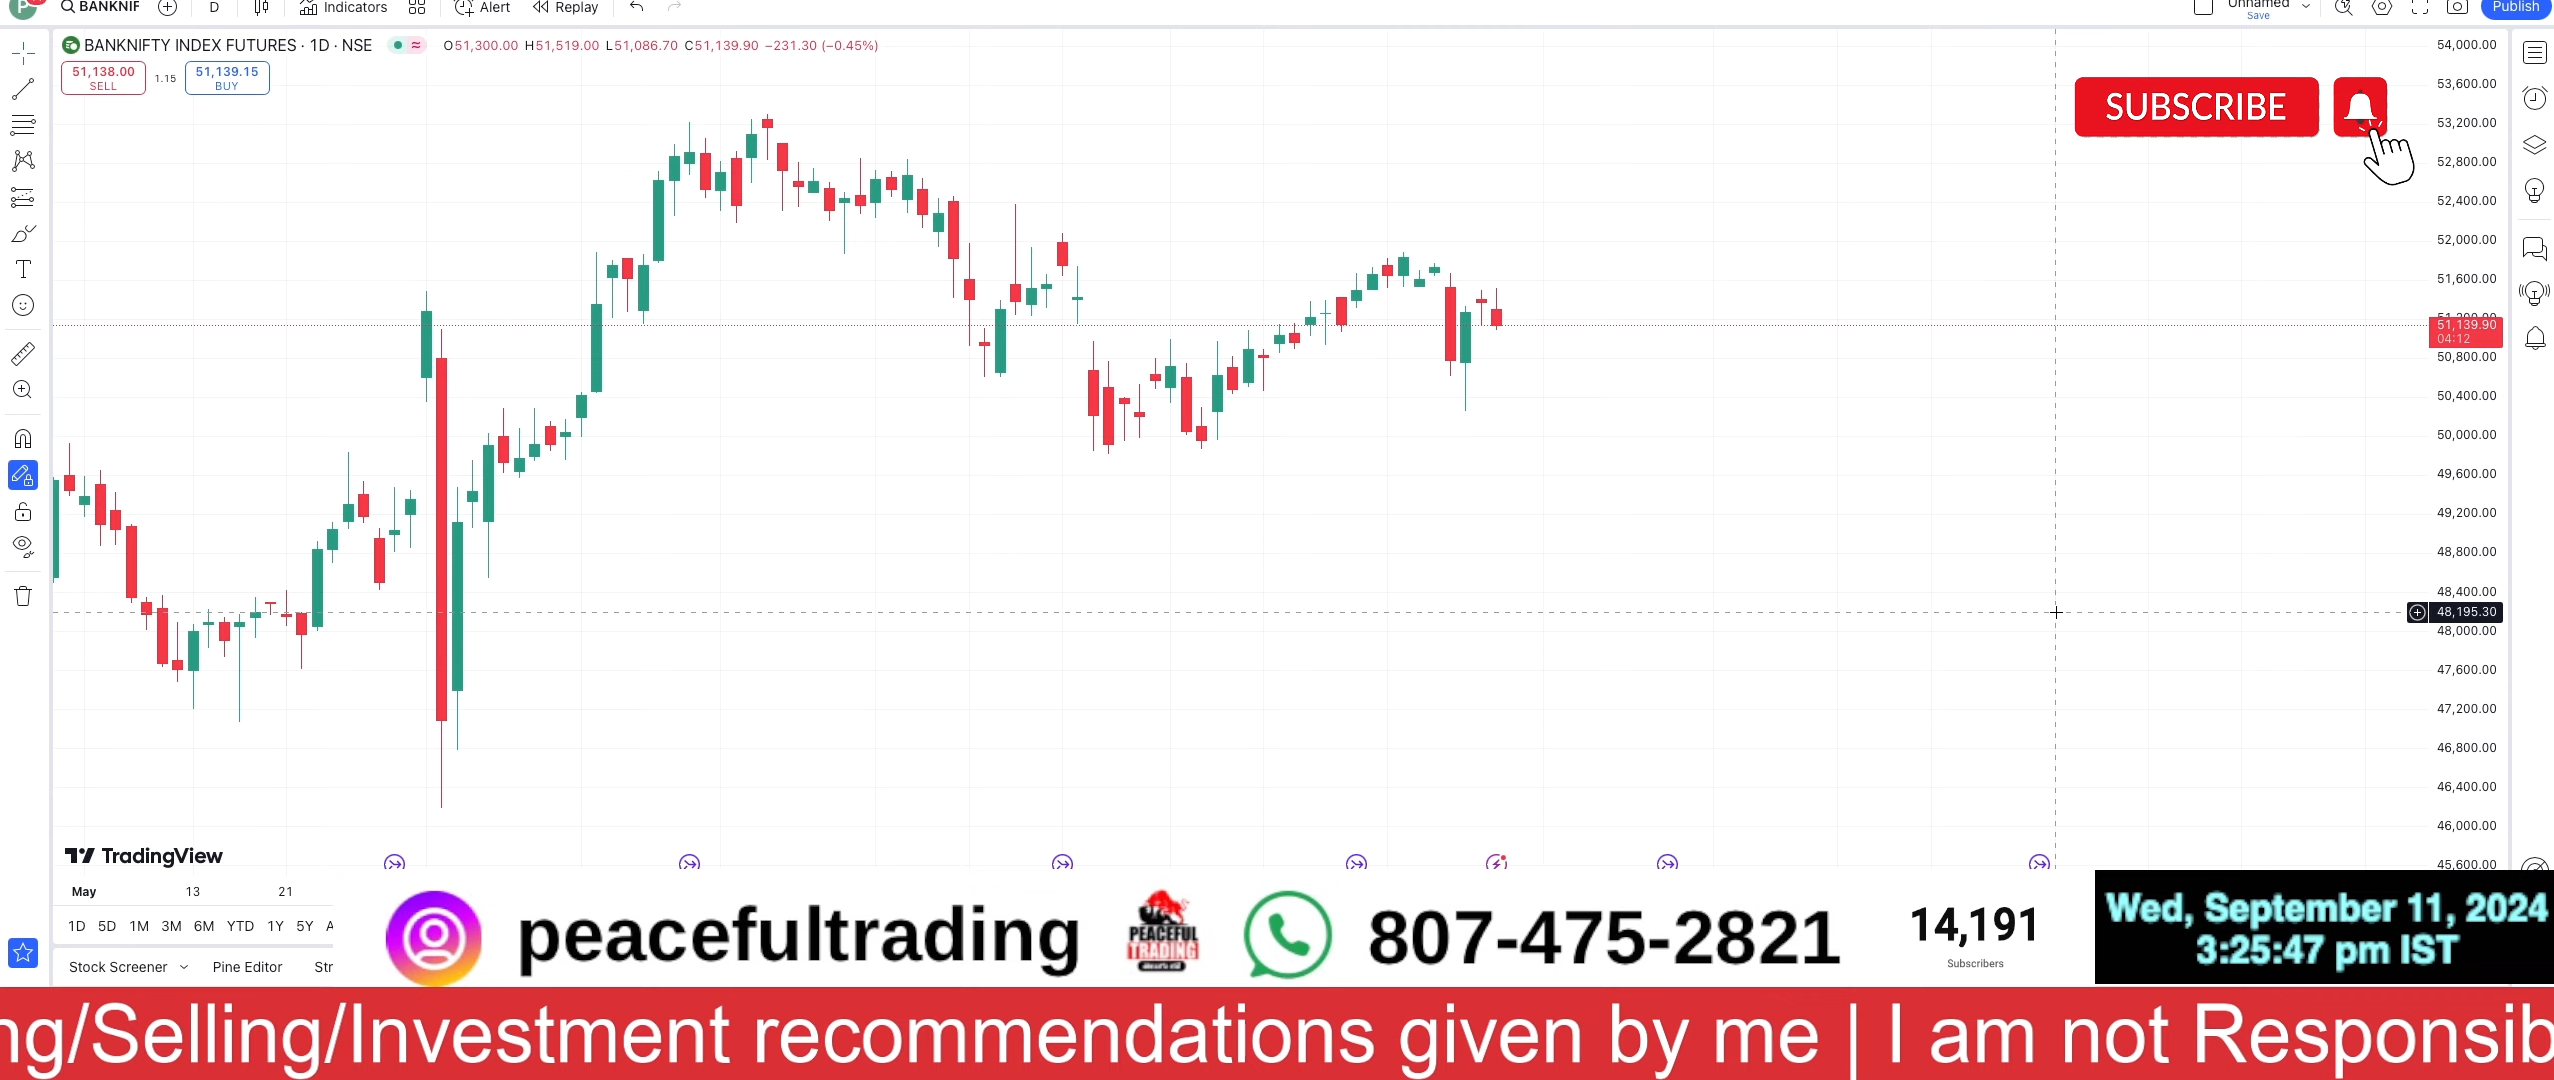 P BANKNIF D Indicators Alert Replay Unnamed Save Publish
BANKNIFTY INDEX FUTURES · 1D · NSE O51,300.00 H51,519.00 L51,086.70 C51,139.90 −231.30 (−0.45%)
51,138.00 SELL 1.15 51,139.15 BUY
SUBSCRIBE
54,000.00
53,600.00
53,200.00
52,800.00
52,400.00
52,000.00
51,600.00
51,139.90
04:12
50,800.00
50,400.00
50,000.00
49,600.00
49,200.00
48,800.00
48,400.00
48,195.30
48,000.00
47,600.00
47,200.00
46,800.00
46,400.00
46,000.00
45,600.00
TradingView
May 13 21
1D 5D 1M 3M 6M YTD 1Y 5Y A
Stock Screener Pine Editor Str
peacefultrading
PEACEFUL
TRADING
807-475-2821
14,191
Subscribers
Wed, September 11, 2024
3:25:47 pm IST
ng/Selling/Investment recommendations given by me | I am not Responsib